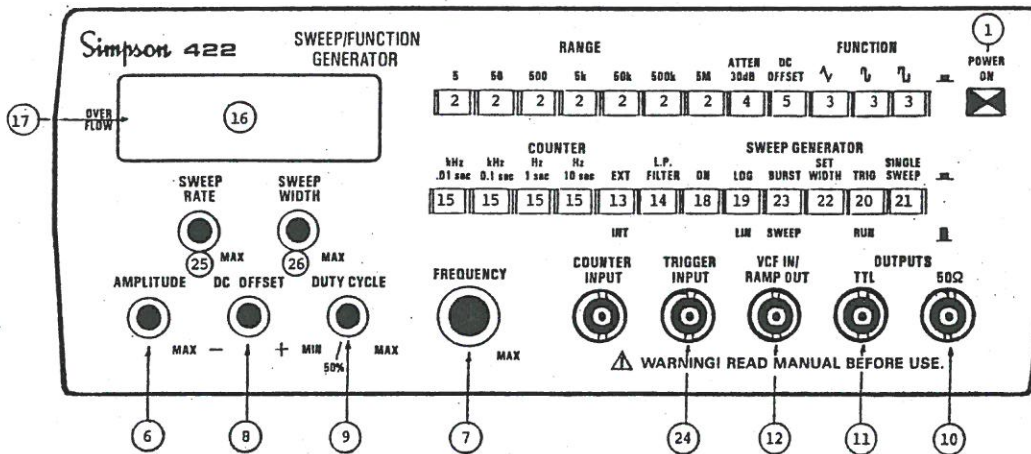 Simpson 422
SWEEP/FUNCTION
GENERATOR
OVER
FLOW
17
16
RANGE
5 50 500 5k 50k 500k 5M
ATTEN
30dB
DC
OFFSET
FUNCTION
2 2 2 2 2 2 2 4 5 3 3 3
1
POWER
ON
COUNTER
kHz
.01 sec
kHz
0.1 sec
Hz
1 sec
Hz
10 sec
EXT
L.P.
FILTER
SWEEP GENERATOR
ON
LOG
BURST
SET
WIDTH
TRIG
SINGLE
SWEEP
15 15 15 15 13 14 18 19 23 22 20 21
INT
LIN
SWEEP
RUN
SWEEP
RATE
SWEEP
WIDTH
25
MAX
26
MAX
AMPLITUDE
DC OFFSET
DUTY CYCLE
MAX
− +
MIN / MAX
50%
FREQUENCY
MAX
COUNTER
INPUT
TRIGGER
INPUT
VCF IN/
RAMP OUT
OUTPUTS
TTL
50Ω
⚠ WARNING! READ MANUAL BEFORE USE.
6 8 9 7 24 12 11 10